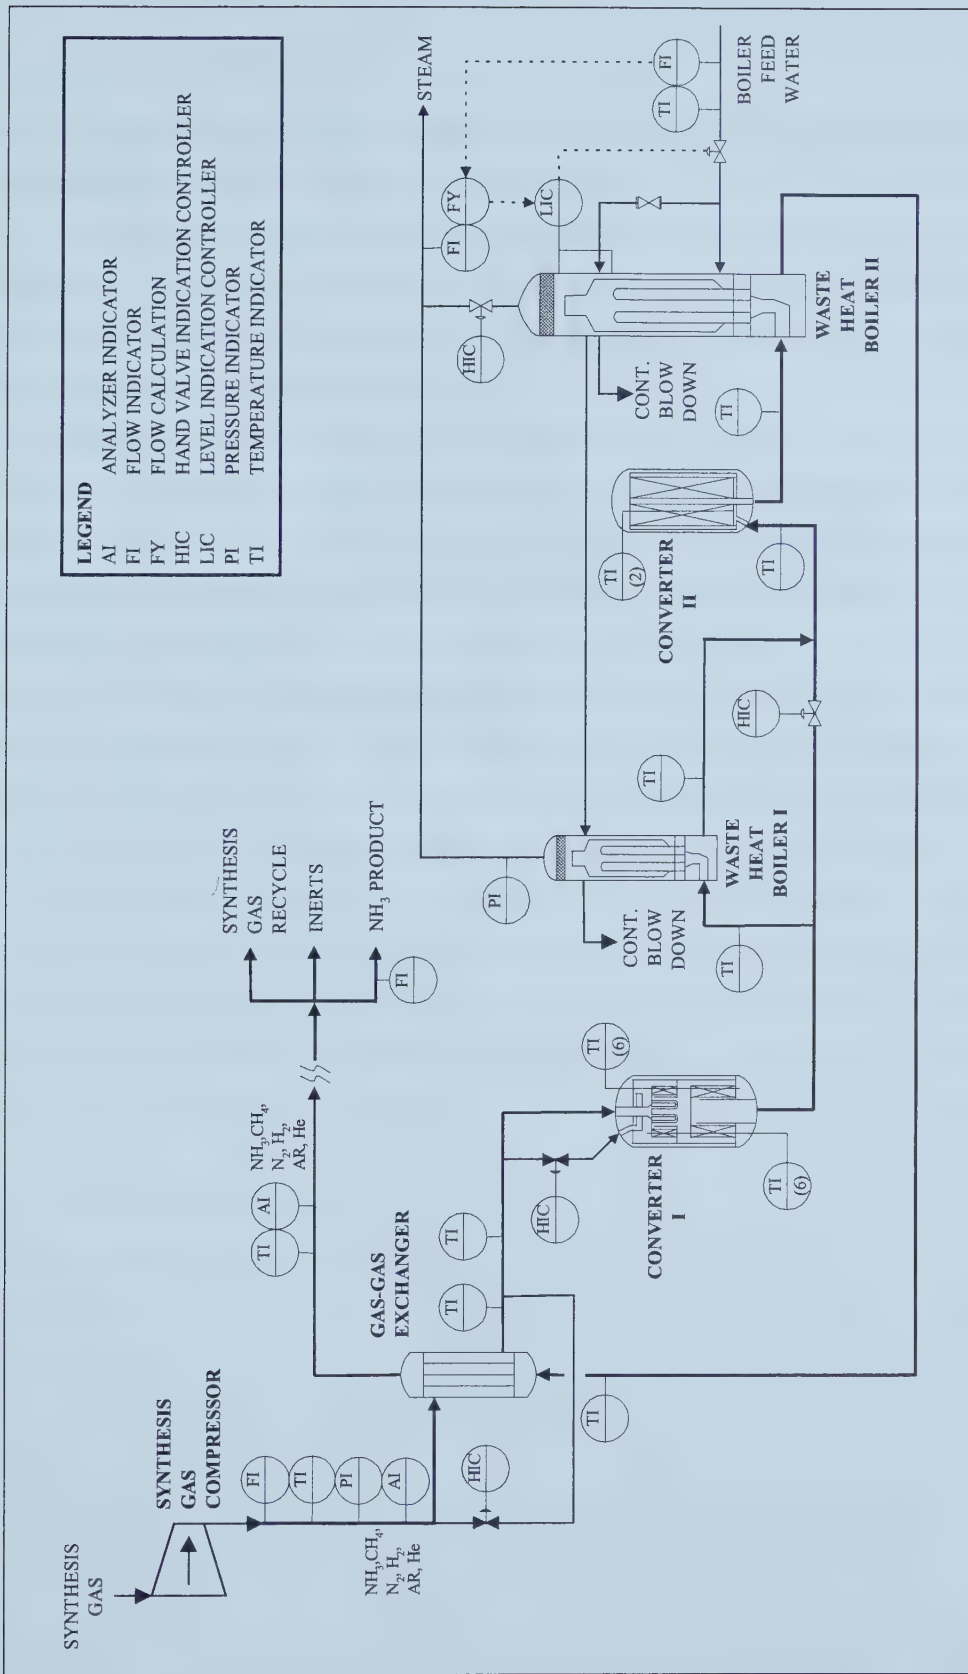 LEGEND
AI ANALYZER INDICATOR
FI FLOW INDICATOR
FY FLOW CALCULATION
HIC HAND VALVE INDICATION CONTROLLER
LIC LEVEL INDICATION CONTROLLER
PI PRESSURE INDICATOR
TI TEMPERATURE INDICATOR
SYNTHESIS
GAS
SYNTHESIS
GAS
COMPRESSOR
FI
TI
PI
AI
NH3,CH4,
N2, H2,
AR, He
HIC
GAS-GAS
EXCHANGER
TI
AI
NH3,CH4,
N2, H2,
AR, He
TI
TI
TI
HIC
CONVERTER
I
TI
(6)
TI
(6)
SYNTHESIS
GAS
RECYCLE
INERTS
NH3 PRODUCT
FI
PI
CONT.
BLOW
DOWN
TI
WASTE
HEAT
BOILER I
TI
HIC
CONVERTER
II
TI
(2)
TI
TI
HIC
CONT.
BLOW
DOWN
WASTE
HEAT
BOILER II
STEAM
FI
FY
LIC
TI
FI
BOILER
FEED
WATER